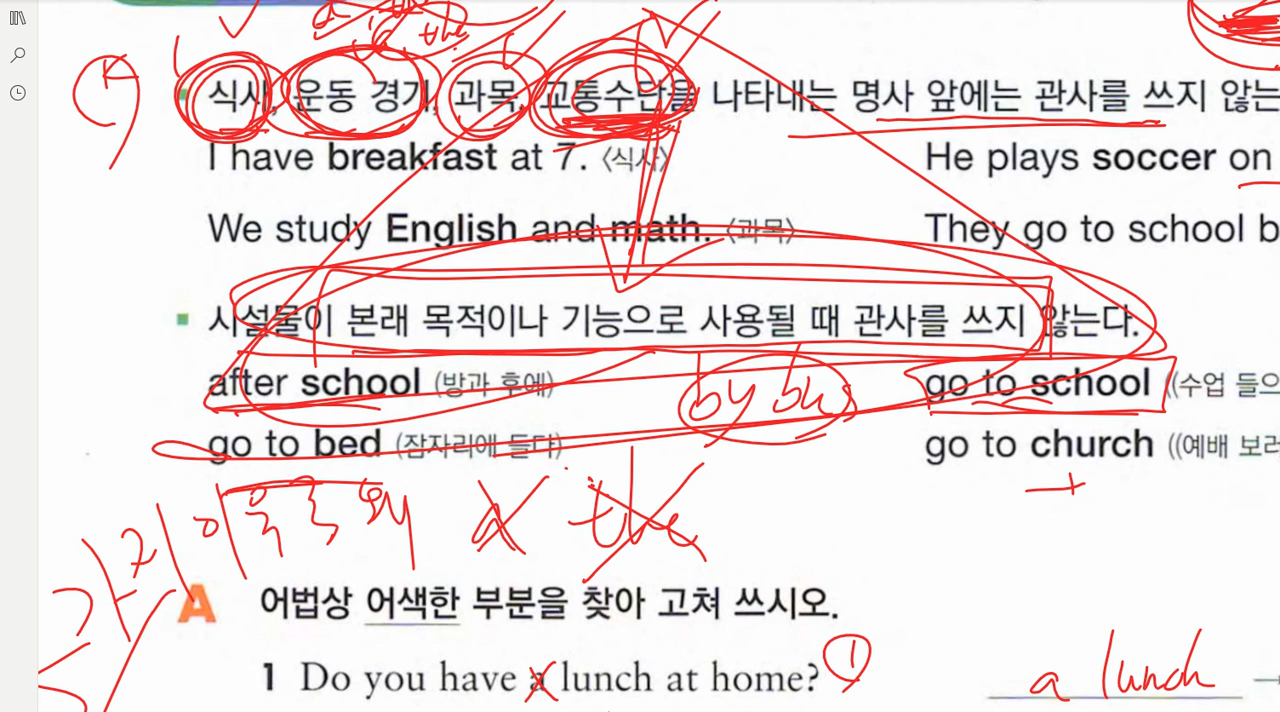 a, the
식사, 운동 경기, 과목, 교통수단을 나타내는 명사 앞에는 관사를 쓰지 않는
I have breakfast at 7. 〈식사〉
He plays soccer on
We study English and math. 〈과목〉
They go to school b
시설물이 본래 목적이나 기능으로 사용될 때 관사를 쓰지 않는다.
after school (방과 후에)
by bus
go to school ((수업 들으
go to bed (잠자리에 들다)
go to church ((예배 보러
a the
A 어법상 어색한 부분을 찾아 고쳐 쓰시오.
1 Do you have a lunch at home? ①
a lunch →